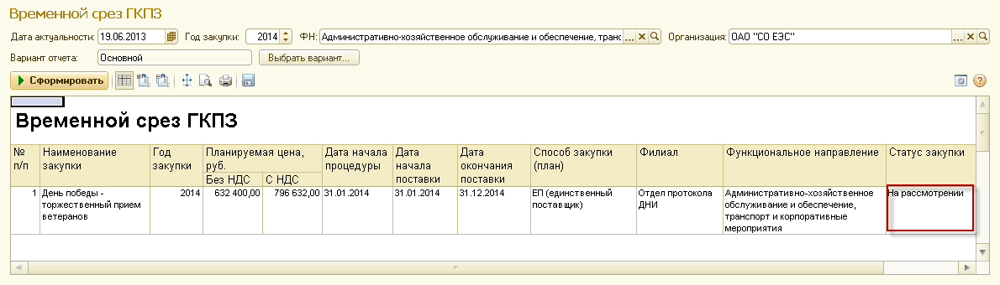 Временной срез ГКПЗ
Дата актуальности: 19.06.2013 Год закупки: 2014 ФН: Административно-хозяйственное обслуживание и обеспечение, транс ... Организация: ОАО "СО ЕЭС" ...
Вариант отчета: Основной Выбрать вариант...
Сформировать
Временной срез ГКПЗ
№ п/п
Наименование закупки
Год закупки
Планируемая цена, руб.
Без НДС
С НДС
Дата начала процедуры
Дата начала поставки
Дата окончания поставки
Способ закупки (план)
Филиал
Функциональное направление
Статус закупки
1
День победы -
торжественный прием
ветеранов
2014
632 400,00
796 632,00
31.01.2014
31.01.2014
31.12.2014
ЕП (единственный
поставщик)
Отдел протокола
ДНИ
Административно-хозяйственное
обслуживание и обеспечение,
транспорт и корпоративные
мероприятия
На рассмотрении